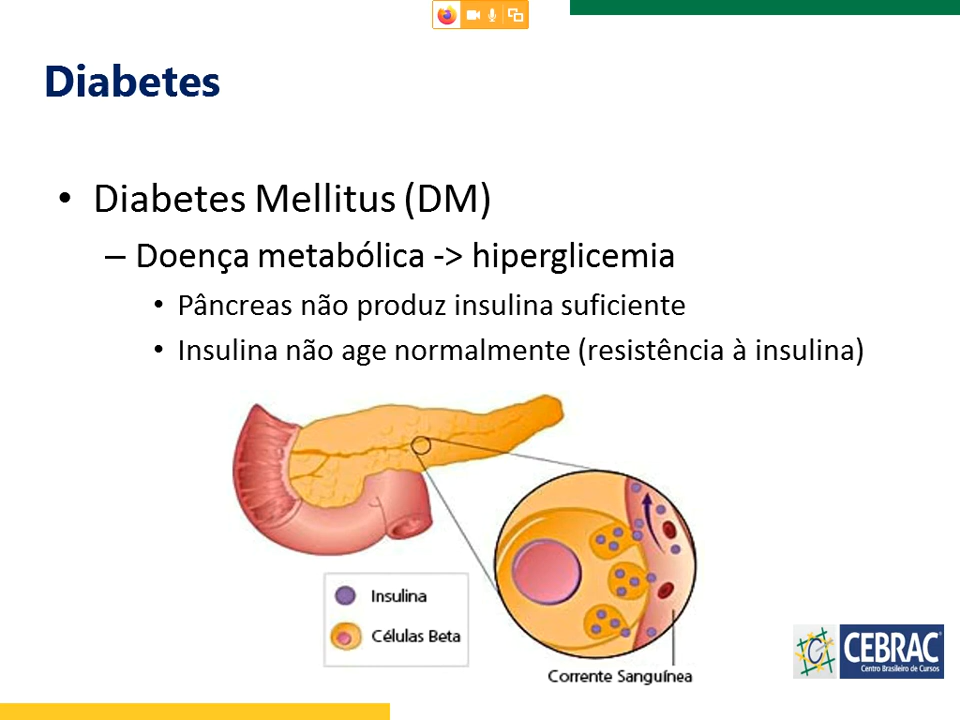 Diabetes
• Diabetes Mellitus (DM)
– Doença metabólica -> hiperglicemia
• Pâncreas não produz insulina suficiente
• Insulina não age normalmente (resistência à insulina)
Insulina
Células Beta
Corrente Sanguínea
C
CEBRAC
Centro Brasileiro de Cursos